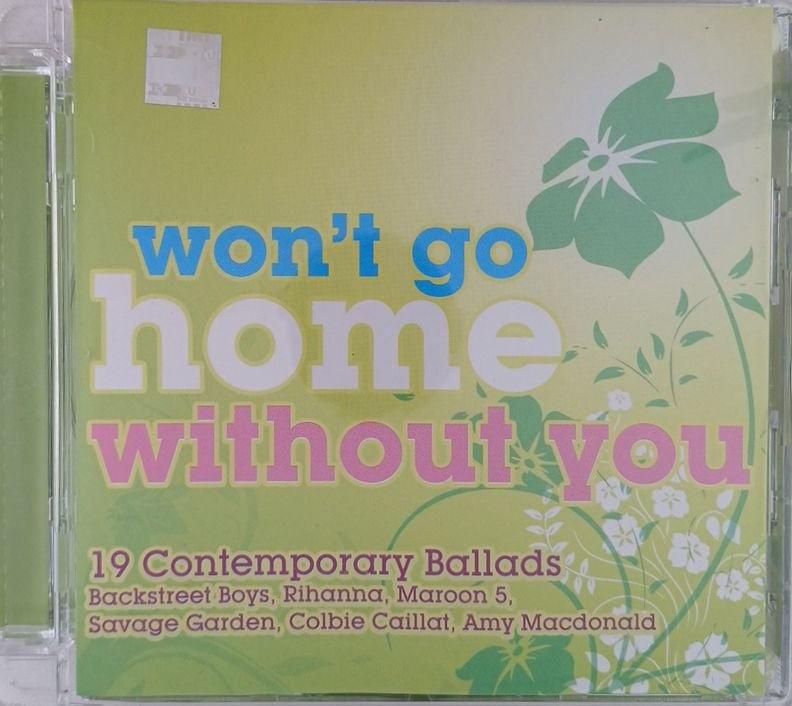 won't go
home
without you
19 Contemporary Ballads
Backstreet Boys, Rihanna, Maroon 5,
Savage Garden, Colbie Caillat, Amy Macdonald